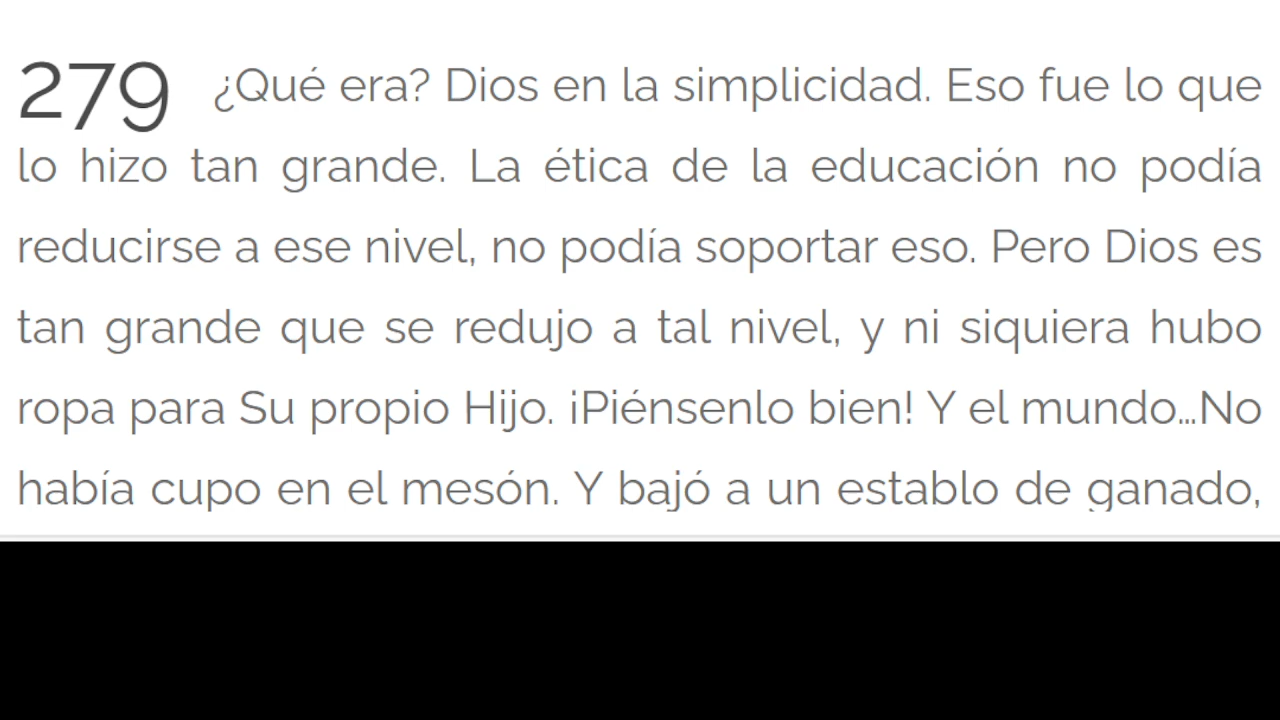 279 ¿Qué era? Dios en la simplicidad. Eso fue lo que
lo hizo tan grande. La ética de la educación no podía
reducirse a ese nivel, no podía soportar eso. Pero Dios es
tan grande que se redujo a tal nivel, y ni siquiera hubo
ropa para Su propio Hijo. ¡Piénsenlo bien! Y el mundo...No
había cupo en el mesón. Y bajó a un establo de ganado,